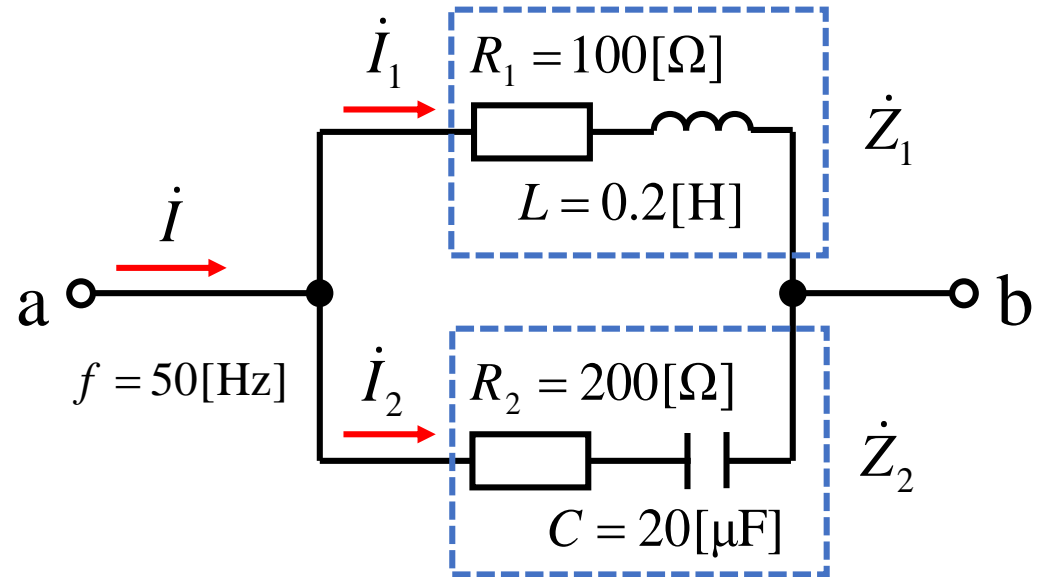 İ₁
R₁ = 100[Ω]
Ż₁
L = 0.2[H]
İ
a
b
f = 50[Hz]
İ₂
R₂ = 200[Ω]
Ż₂
C = 20[μF]